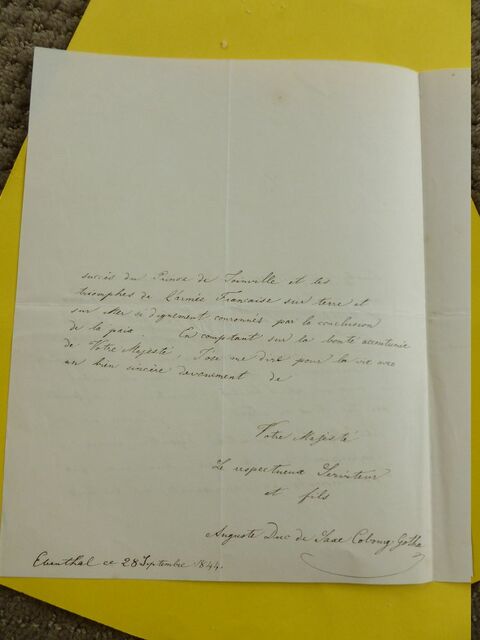 succès du Prince de Joinville et les
triomphes de l'armée Française sur terre et
sur Mer si dignement couronnés par la conclusion
de la paix En comptant sur la bonté accoutumée
de Votre Majesté, j'ose me dire pour la vie avec
un bien sincère dévouement de
Votre Majesté
Le respectueux Serviteur
et fils
Auguste Duc de Saxe Cobourg-Gotha
Ebenthal ce 28 Septembre 1844.